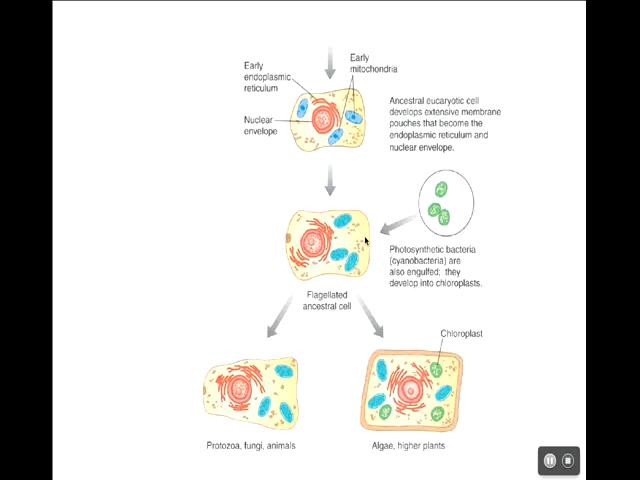 Early
endoplasmic
reticulum
Early
mitochondria
Nuclear
envelope
Ancestral eucaryotic cell
develops extensive membrane
pouches that become the
endoplasmic reticulum and
nuclear envelope.
Photosynthetic bacteria
(cyanobacteria) are
also engulfed; they
develop into chloroplasts.
Flagellated
ancestral cell
Chloroplast
Protozoa, fungi, animals
Algae, higher plants